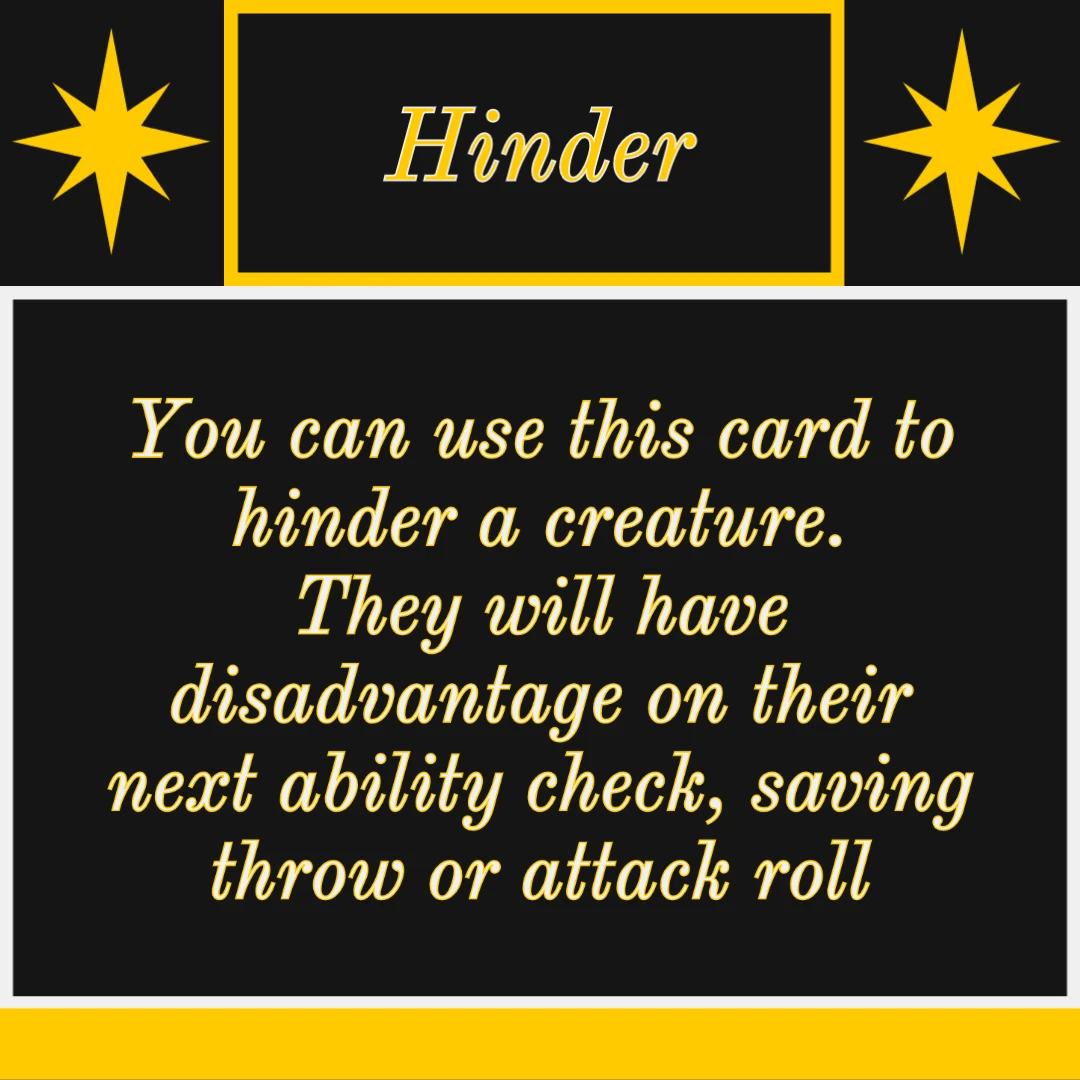 Hinder
You can use this card to
hinder a creature.
They will have
disadvantage on their
next ability check, saving
throw or attack roll